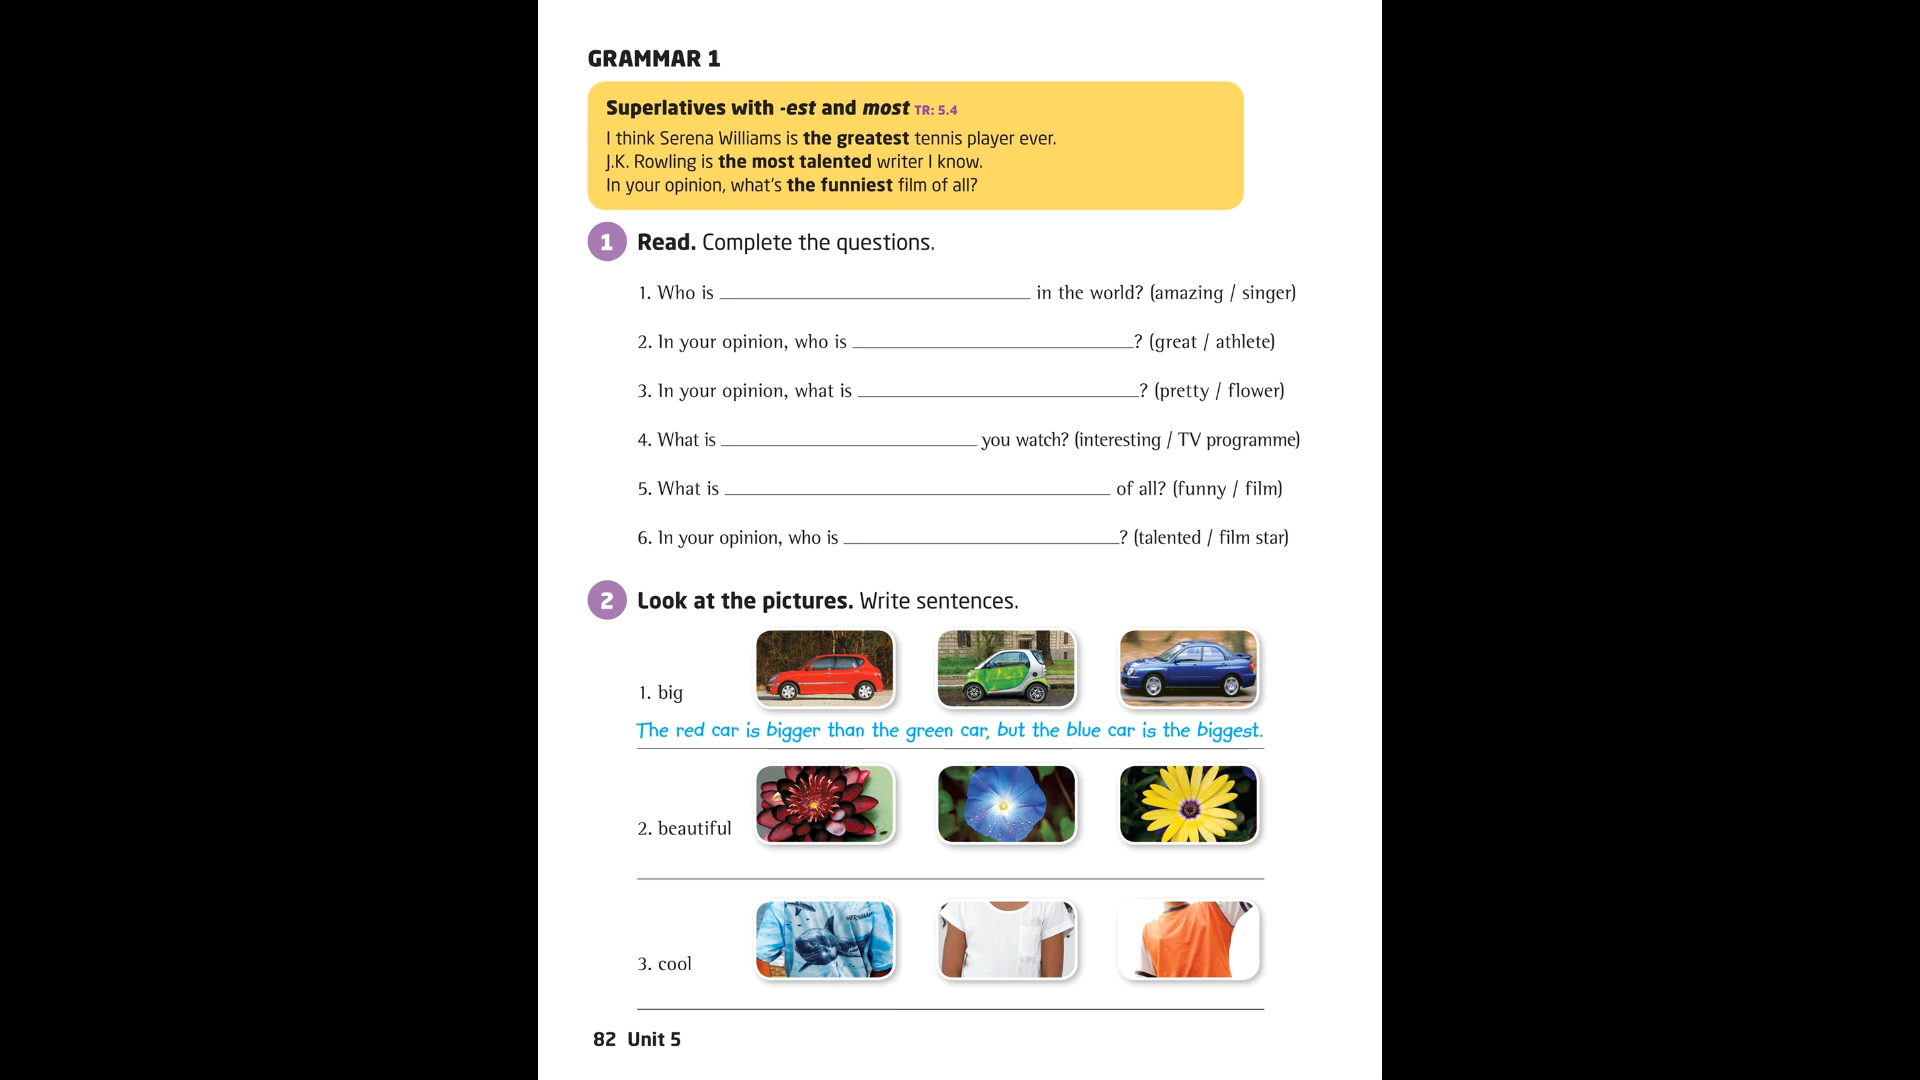 GRAMMAR 1
Superlatives with -est and most TR: 5.4
I think Serena Williams is the greatest tennis player ever.
J.K. Rowling is the most talented writer I know.
In your opinion, what's the funniest film of all?
1 Read. Complete the questions.
1. Who is ______ in the world? (amazing / singer)
2. In your opinion, who is ______? (great / athlete)
3. In your opinion, what is ______? (pretty / flower)
4. What is ______ you watch? (interesting / TV programme)
5. What is ______ of all? (funny / film)
6. In your opinion, who is ______? (talented / film star)
2 Look at the pictures. Write sentences.
1. big
The red car is bigger than the green car, but the blue car is the biggest.
2. beautiful
3. cool
82 Unit 5